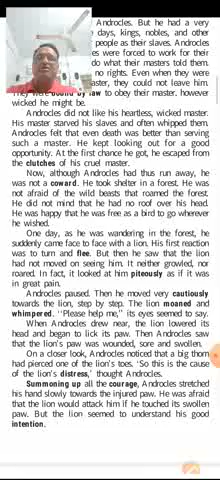 Androcles. But he had a very
days, kings, nobles, and other
people as their slaves. Androcles
es were forced to work for their
do what their masters told them.
no rights. Even when they were
aster, they could not leave him.
They were bound by law to obey their master. however
wicked he might be.
Androcles did not like his heartless, wicked master.
His master starved his slaves and often whipped them.
Androcles felt that even death was better than serving
such a master. He kept looking out for a good
opportunity. At the first chance he got, he escaped from
the clutches of his cruel master.
Now, although Androcles had thus run away, he
was not a coward. He took shelter in a forest. He was
not afraid of the wild beasts that roamed the forest.
He did not mind that he had no roof over his head.
He was happy that he was free as a bird to go wherever
he wished.
One day, as he was wandering in the forest, he
suddenly came face to face with a lion. His first reaction
was to turn and flee. But then he saw that the lion
had not moved on seeing him. It neither growled, nor
roared. In fact, it looked at him piteously as if it was
in great pain.
Androcles paused. Then he moved very cautiously
towards the lion, step by step. The lion moaned and
whimpered. "Please help me," its eyes seemed to say.
When Androcles drew near, the lion lowered its
head and began to lick its paw. Then Androcles saw
that the lion's paw was wounded, sore and swollen.
On a closer look, Androcles noticed that a big thorn
had pierced one of the lion's toes. 'So this is the cause
of the lion's distress,' thought Androcles.
Summoning up all the courage, Androcles stretched
his hand slowly towards the injured paw. He was afraid
that the lion would attack him if he touched its swollen
paw. But the lion seemed to understand his good
intention.